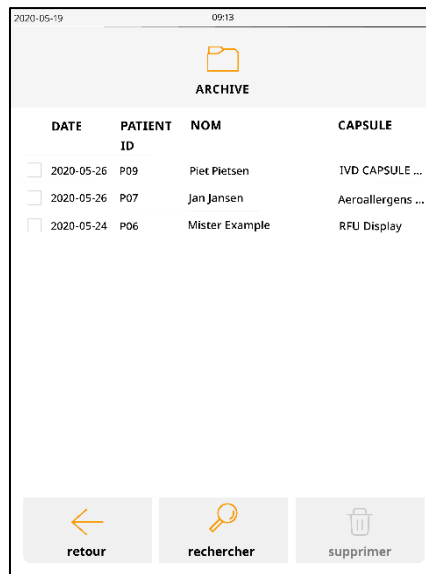 2020-05-19 09:13
ARCHIVE
DATE PATIENT ID NOM CAPSULE
2020-05-26 P09 Piet Pietsen IVD CAPSULE ...
2020-05-26 P07 Jan Jansen Aeroallergens ...
2020-05-24 P06 Mister Example RFU Display
retour rechercher supprimer